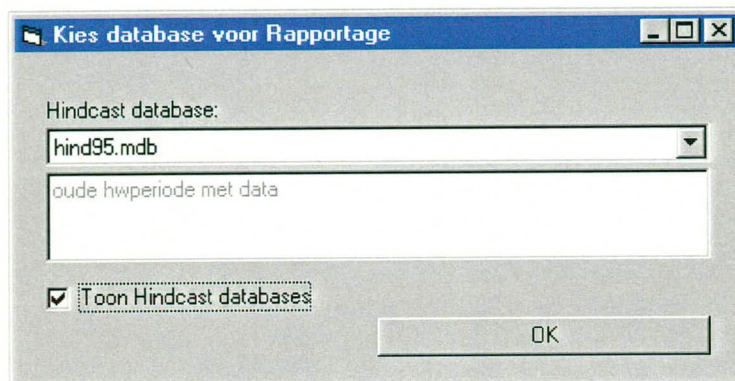 Kies database voor Rapportage
Hindcast database:
hind95.mdb
oude hwperiode met data
Toon Hindcast databases
OK